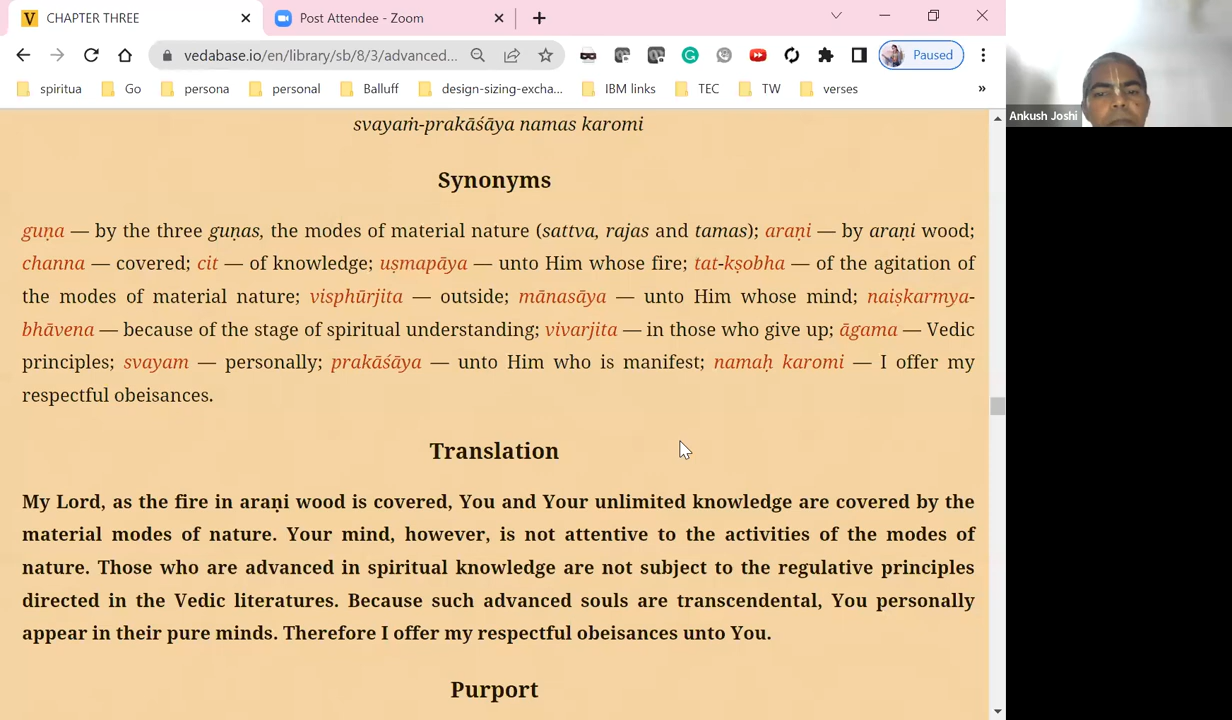 CHAPTER THREE
Post Attendee - Zoom
vedabase.io/en/library/sb/8/3/advanced...
Paused
spiritua
Go
persona
personal
Balluff
design-sizing-excha...
IBM links
TEC
TW
verses
»
svayaṁ-prakāśāya namas karomi
Synonyms
guṇa — by the three guṇas, the modes of material nature (sattva, rajas and tamas); araṇi — by araṇi wood;
channa — covered; cit — of knowledge; uṣmapāya — unto Him whose fire; tat-kṣobha — of the agitation of
the modes of material nature; visphūrjita — outside; mānasāya — unto Him whose mind; naiṣkarmya-
bhāvena — because of the stage of spiritual understanding; vivarjita — in those who give up; āgama — Vedic
principles; svayam — personally; prakāśāya — unto Him who is manifest; namaḥ karomi — I offer my
respectful obeisances.
Translation
My Lord, as the fire in araṇi wood is covered, You and Your unlimited knowledge are covered by the
material modes of nature. Your mind, however, is not attentive to the activities of the modes of
nature. Those who are advanced in spiritual knowledge are not subject to the regulative principles
directed in the Vedic literatures. Because such advanced souls are transcendental, You personally
appear in their pure minds. Therefore I offer my respectful obeisances unto You.
Purport
Ankush Joshi